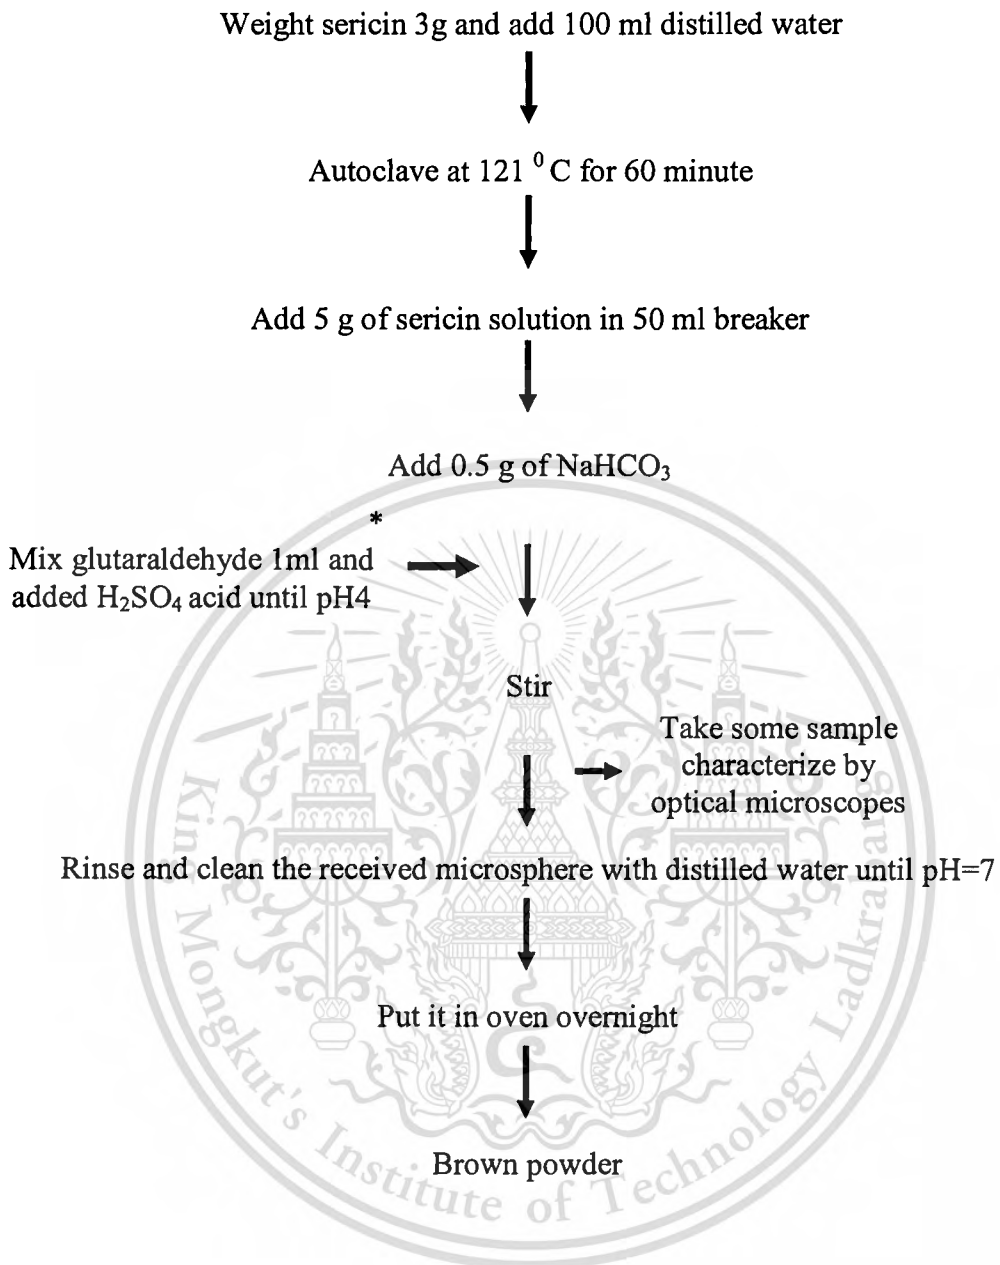 Weight sericin 3g and add 100 ml distilled water
Autoclave at 121 ⁰ C for 60 minute
Add 5 g of sericin solution in 50 ml breaker
Add 0.5 g of NaHCO₃
*
Mix glutaraldehyde 1ml and
added H₂SO₄ acid until pH4
Stir
Take some sample
characterize by
optical microscopes
Rinse and clean the received microsphere with distilled water until pH=7
Put it in oven overnight
Brown powder
King Mongkut's Institute of Technology Ladkrabang